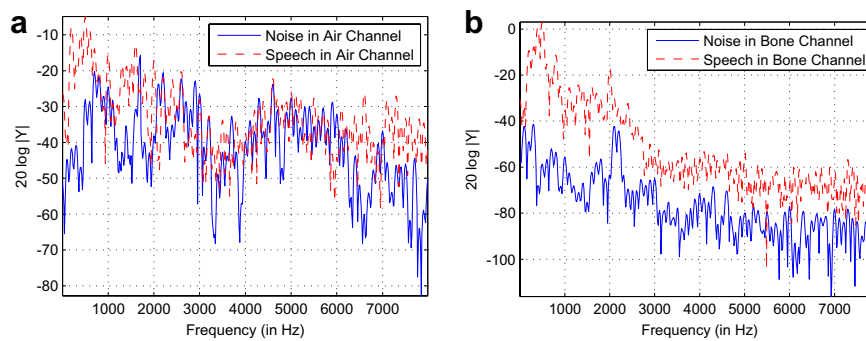 a
Noise in Air Channel
Speech in Air Channel
20 log |Y|
-10
-20
-30
-40
-50
-60
-70
-80
1000 2000 3000 4000 5000 6000 7000
Frequency (in Hz)
b
Noise in Bone Channel
Speech in Bone Channel
20 log |Y|
0
-20
-40
-60
-80
-100
1000 2000 3000 4000 5000 6000 7000
Frequency (in Hz)